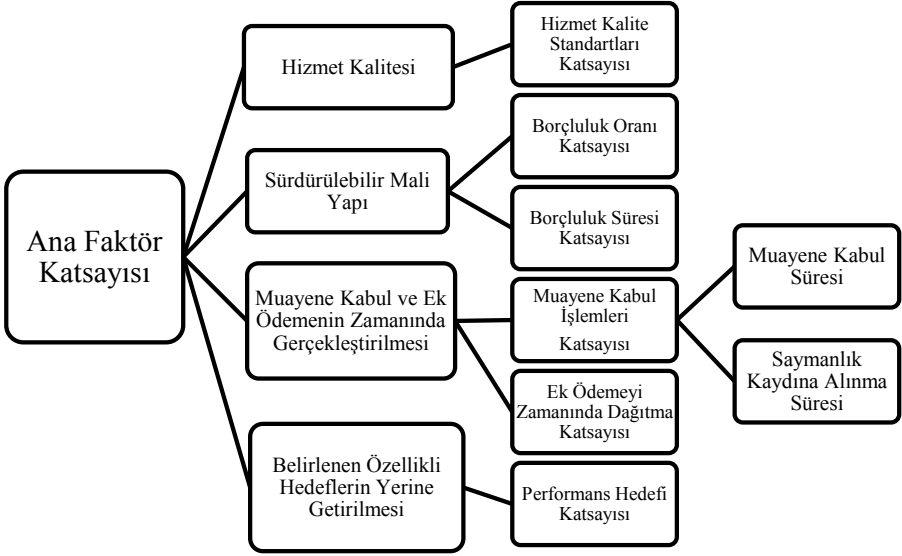 Ana Faktör
Katsayısı
Hizmet Kalitesi
Hizmet Kalite
Standartları
Katsayısı
Sürdürülebilir Mali
Yapı
Borçluluk Oranı
Katsayısı
Borçluluk Süresi
Katsayısı
Muayene Kabul ve Ek
Ödemenin Zamanında
Gerçekleştirilmesi
Muayene Kabul
İşlemleri
Katsayısı
Muayene Kabul
Süresi
Saymanlık
Kaydına Alınma
Süresi
Ek Ödemeyi
Zamanında Dağıtma
Katsayısı
Belirlenen Özellikli
Hedeflerin Yerine
Getirilmesi
Performans Hedefi
Katsayısı